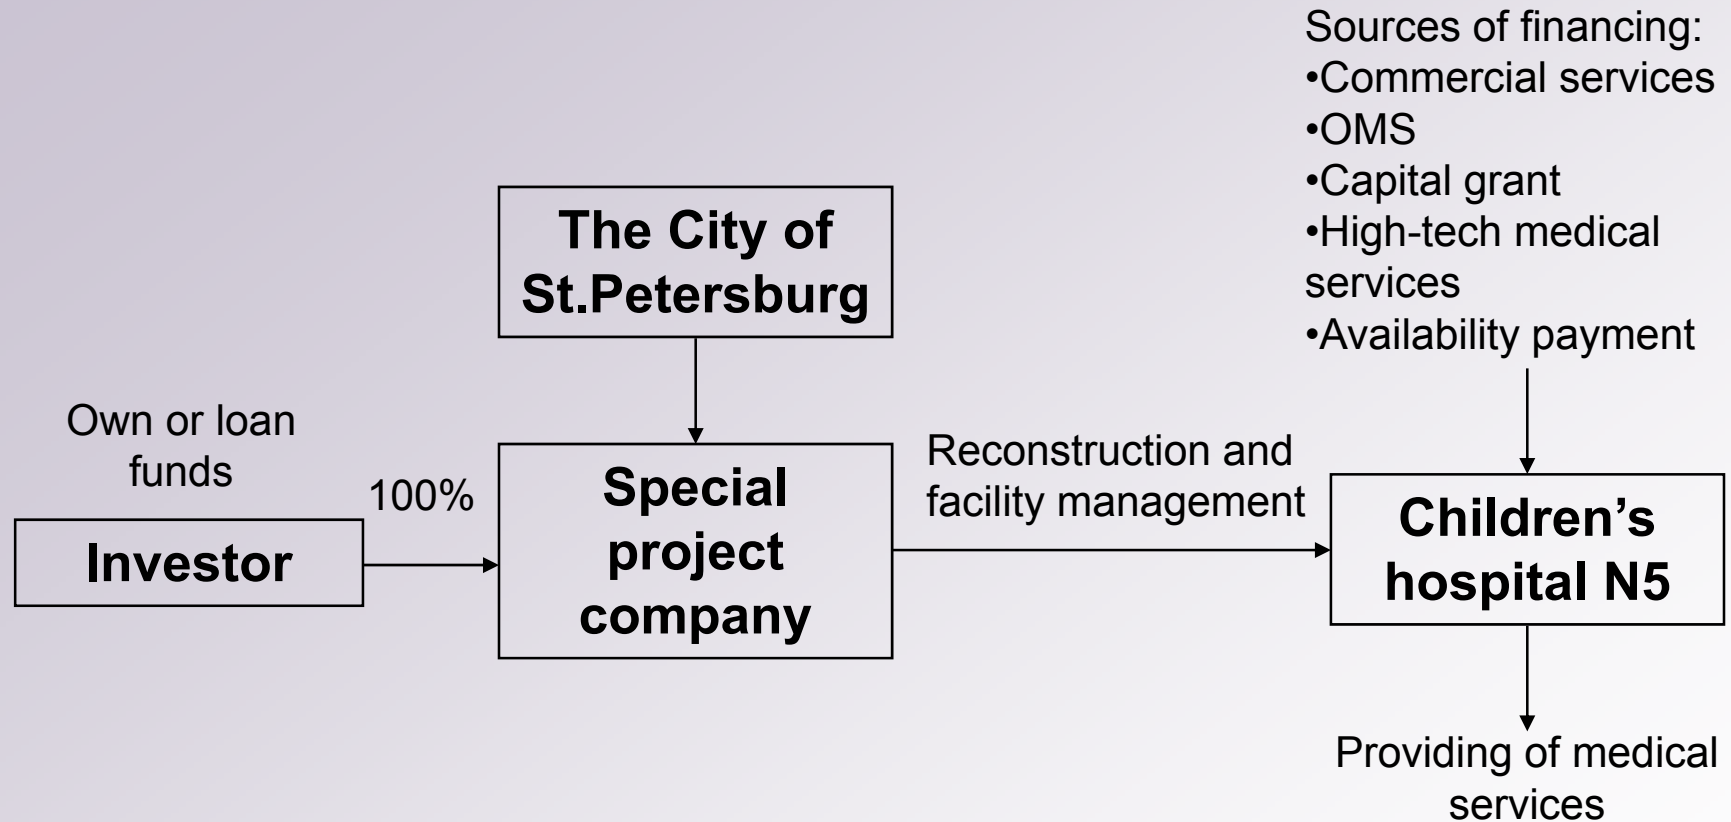 Sources of financing:
•Commercial services
•OMS
•Capital grant
•High-tech medical
services
•Availability payment
The City of
St.Petersburg
Own or loan
funds
100%
Investor
Special
project
company
Reconstruction and
facility management
Children’s
hospital N5
Providing of medical
services